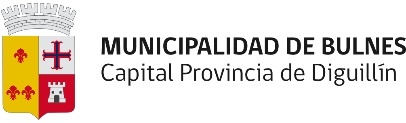 MUNICIPALIDAD DE BULNES
Capital Provincia de Diguillín